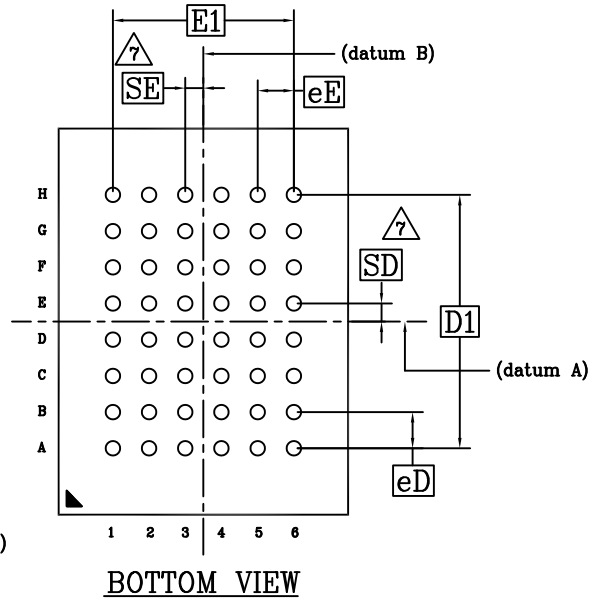 E1
7
(datum B)
SE
eE
H
G
7
F
SD
E
D1
D
(datum A)
C
B
A
eD
1 2 3 4 5 6
)
BOTTOM VIEW